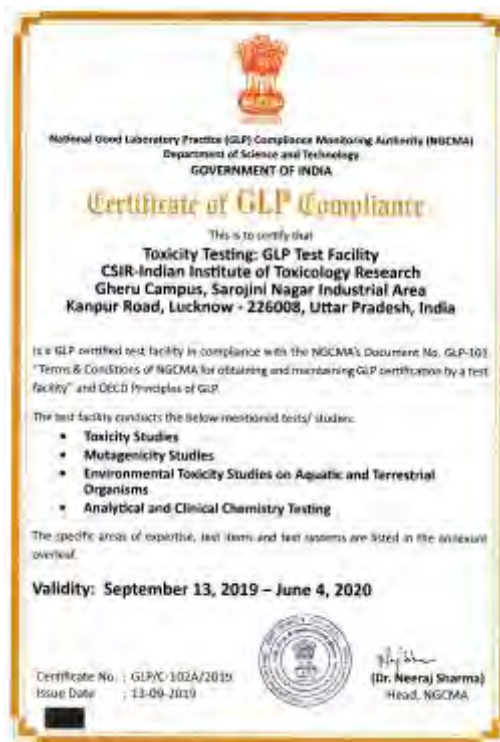 National Good Laboratory Practice (GLP) Compliance Monitoring Authority (NGCMA)
Department of Science and Technology
GOVERNMENT OF INDIA
Certificate of GLP Compliance
This is to certify that
Toxicity Testing: GLP Test Facility
CSIR-Indian Institute of Toxicology Research
Gheru Campus, Sarojini Nagar Industrial Area
Kanpur Road, Lucknow - 226008, Uttar Pradesh, India
is a GLP certified test facility in compliance with the NGCMA's Document No. GLP-101
"Terms & Conditions of NGCMA for obtaining and maintaining GLP certification by a test
facility" and OECD Principles of GLP.
The test facility conducts the below mentioned tests/ studies:
• Toxicity Studies
• Mutagenicity Studies
• Environmental Toxicity Studies on Aquatic and Terrestrial
Organisms
• Analytical and Clinical Chemistry Testing
The specific areas of expertise, test items and test systems are listed in the annexure
overleaf.
Validity: September 13, 2019 – June 4, 2020
Certificate No. : GLP/C-102A/2019
Issue Date : 13-09-2019
(Dr. Neeraj Sharma)
Head, NGCMA